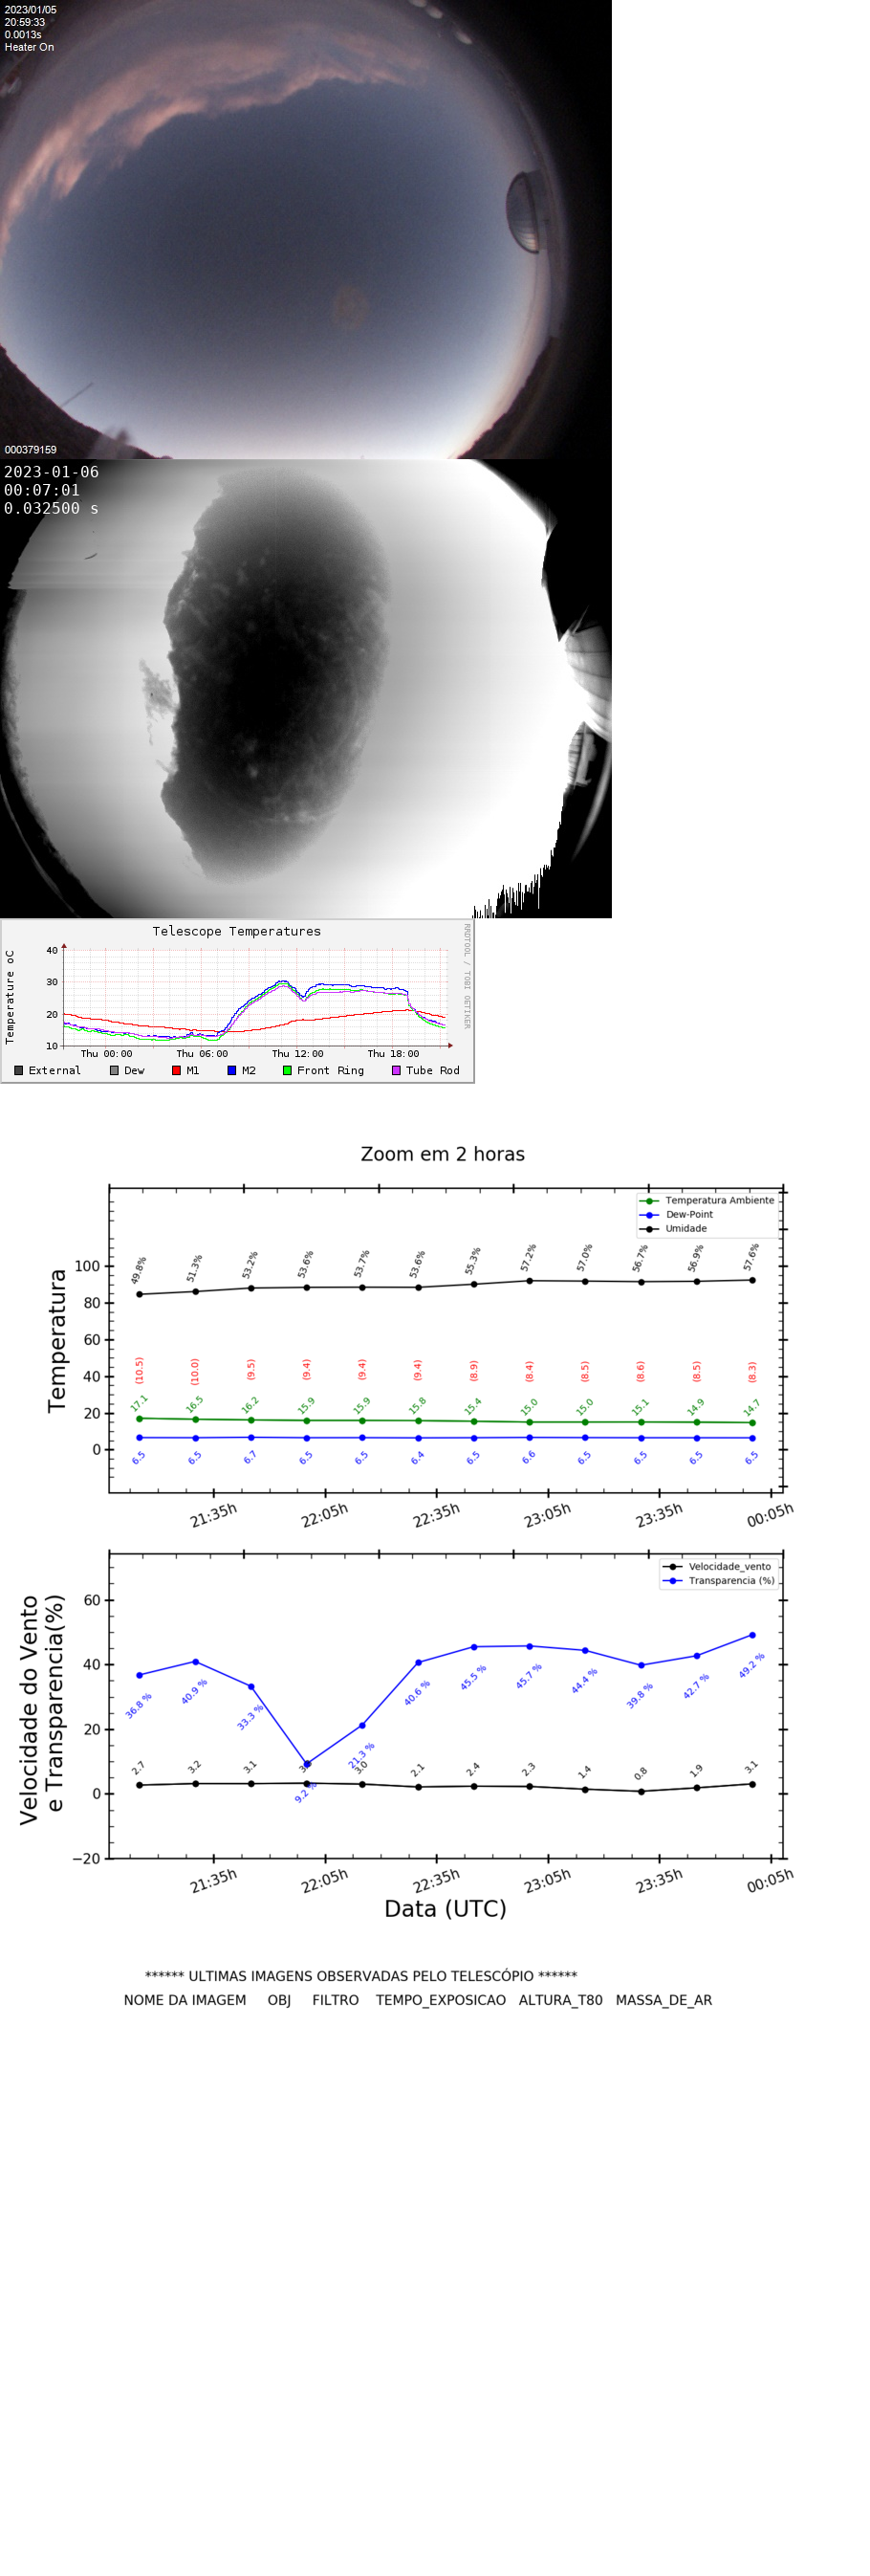 2023/01/05
20:59:33
0.0013s
Heater On
000379159
2023-01-06
00:07:01
0.032500 s
Telescope Temperatures
RRDTOOL / TOBI OETIKER
Temperature oC
40
30
20
10
Thu 00:00 Thu 06:00 Thu 12:00 Thu 18:00
External Dew M1 M2 Front Ring Tube Rod
Zoom em 2 horas
Temperatura Ambiente
Dew-Point
Umidade
Temperatura
100
80
60
40
20
0
49.8% 51.3% 53.2% 53.6% 53.7% 53.6% 55.3% 57.2% 57.0% 56.7% 56.9% 57.6%
(10.5) (10.0) (9.5) (9.4) (9.4) (9.4) (8.9) (8.4) (8.5) (8.6) (8.5) (8.3)
17.1 16.5 16.2 15.9 15.9 15.8 15.4 15.0 15.0 15.1 14.9 14.7
6.5 6.5 6.7 6.5 6.5 6.4 6.5 6.6 6.5 6.5 6.5 6.5
21:35h 22:05h 22:35h 23:05h 23:35h 00:05h
Velocidade_vento
Transparencia (%)
Velocidade do Vento
e Transparencia(%)
60
40
20
0
−20
36.8 % 40.9 % 33.3 % 9.2 % 21.3 % 40.6 % 45.5 % 45.7 % 44.4 % 39.8 % 42.7 % 49.2 %
2.7 3.2 3.1 3.0 2.1 2.4 2.3 1.4 0.8 1.9 3.1
21:35h 22:05h 22:35h 23:05h 23:35h 00:05h
Data (UTC)
****** ULTIMAS IMAGENS OBSERVADAS PELO TELESCÓPIO ******
NOME DA IMAGEM OBJ FILTRO TEMPO_EXPOSICAO ALTURA_T80 MASSA_DE_AR